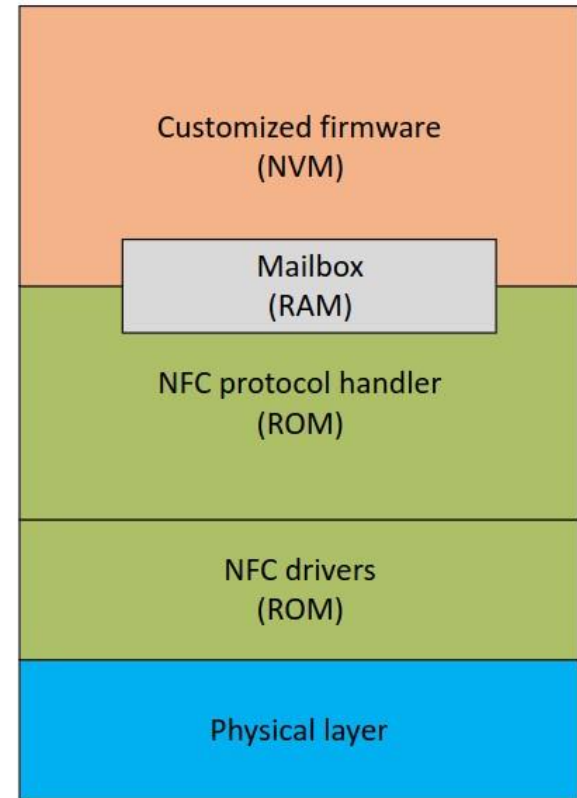 Customized firmware
(NVM)
Mailbox
(RAM)
NFC protocol handler
(ROM)
NFC drivers
(ROM)
Physical layer